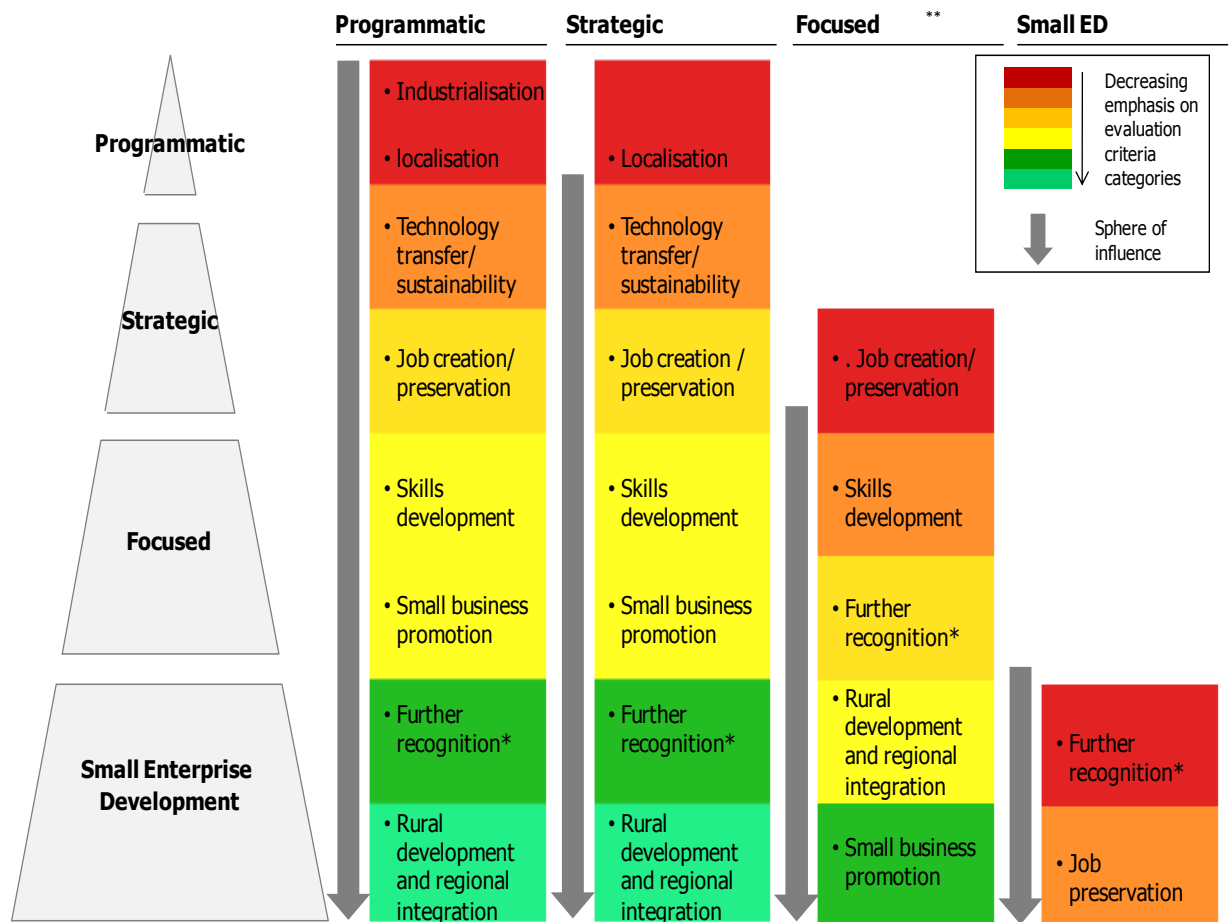 Programmatic
Strategic
Focused
**
Small ED
Decreasing
emphasis on
evaluation
criteria
categories
Sphere of
influence
Programmatic
Strategic
Focused
Small Enterprise
Development
• Industrialisation
• localisation
• Technology
transfer/
sustainability
• Job creation/
preservation
• Skills
development
• Small business
promotion
• Further
recognition*
• Rural
development
and regional
integration
• Localisation
• Technology
transfer/
sustainability
• Job creation /
preservation
• Skills
development
• Small business
promotion
• Further
recognition*
• Rural
development
and regional
integration
• . Job creation/
preservation
• Skills
development
• Further
recognition*
• Rural
development
and regional
integration
• Small business
promotion
• Further
recognition*
• Job
preservation